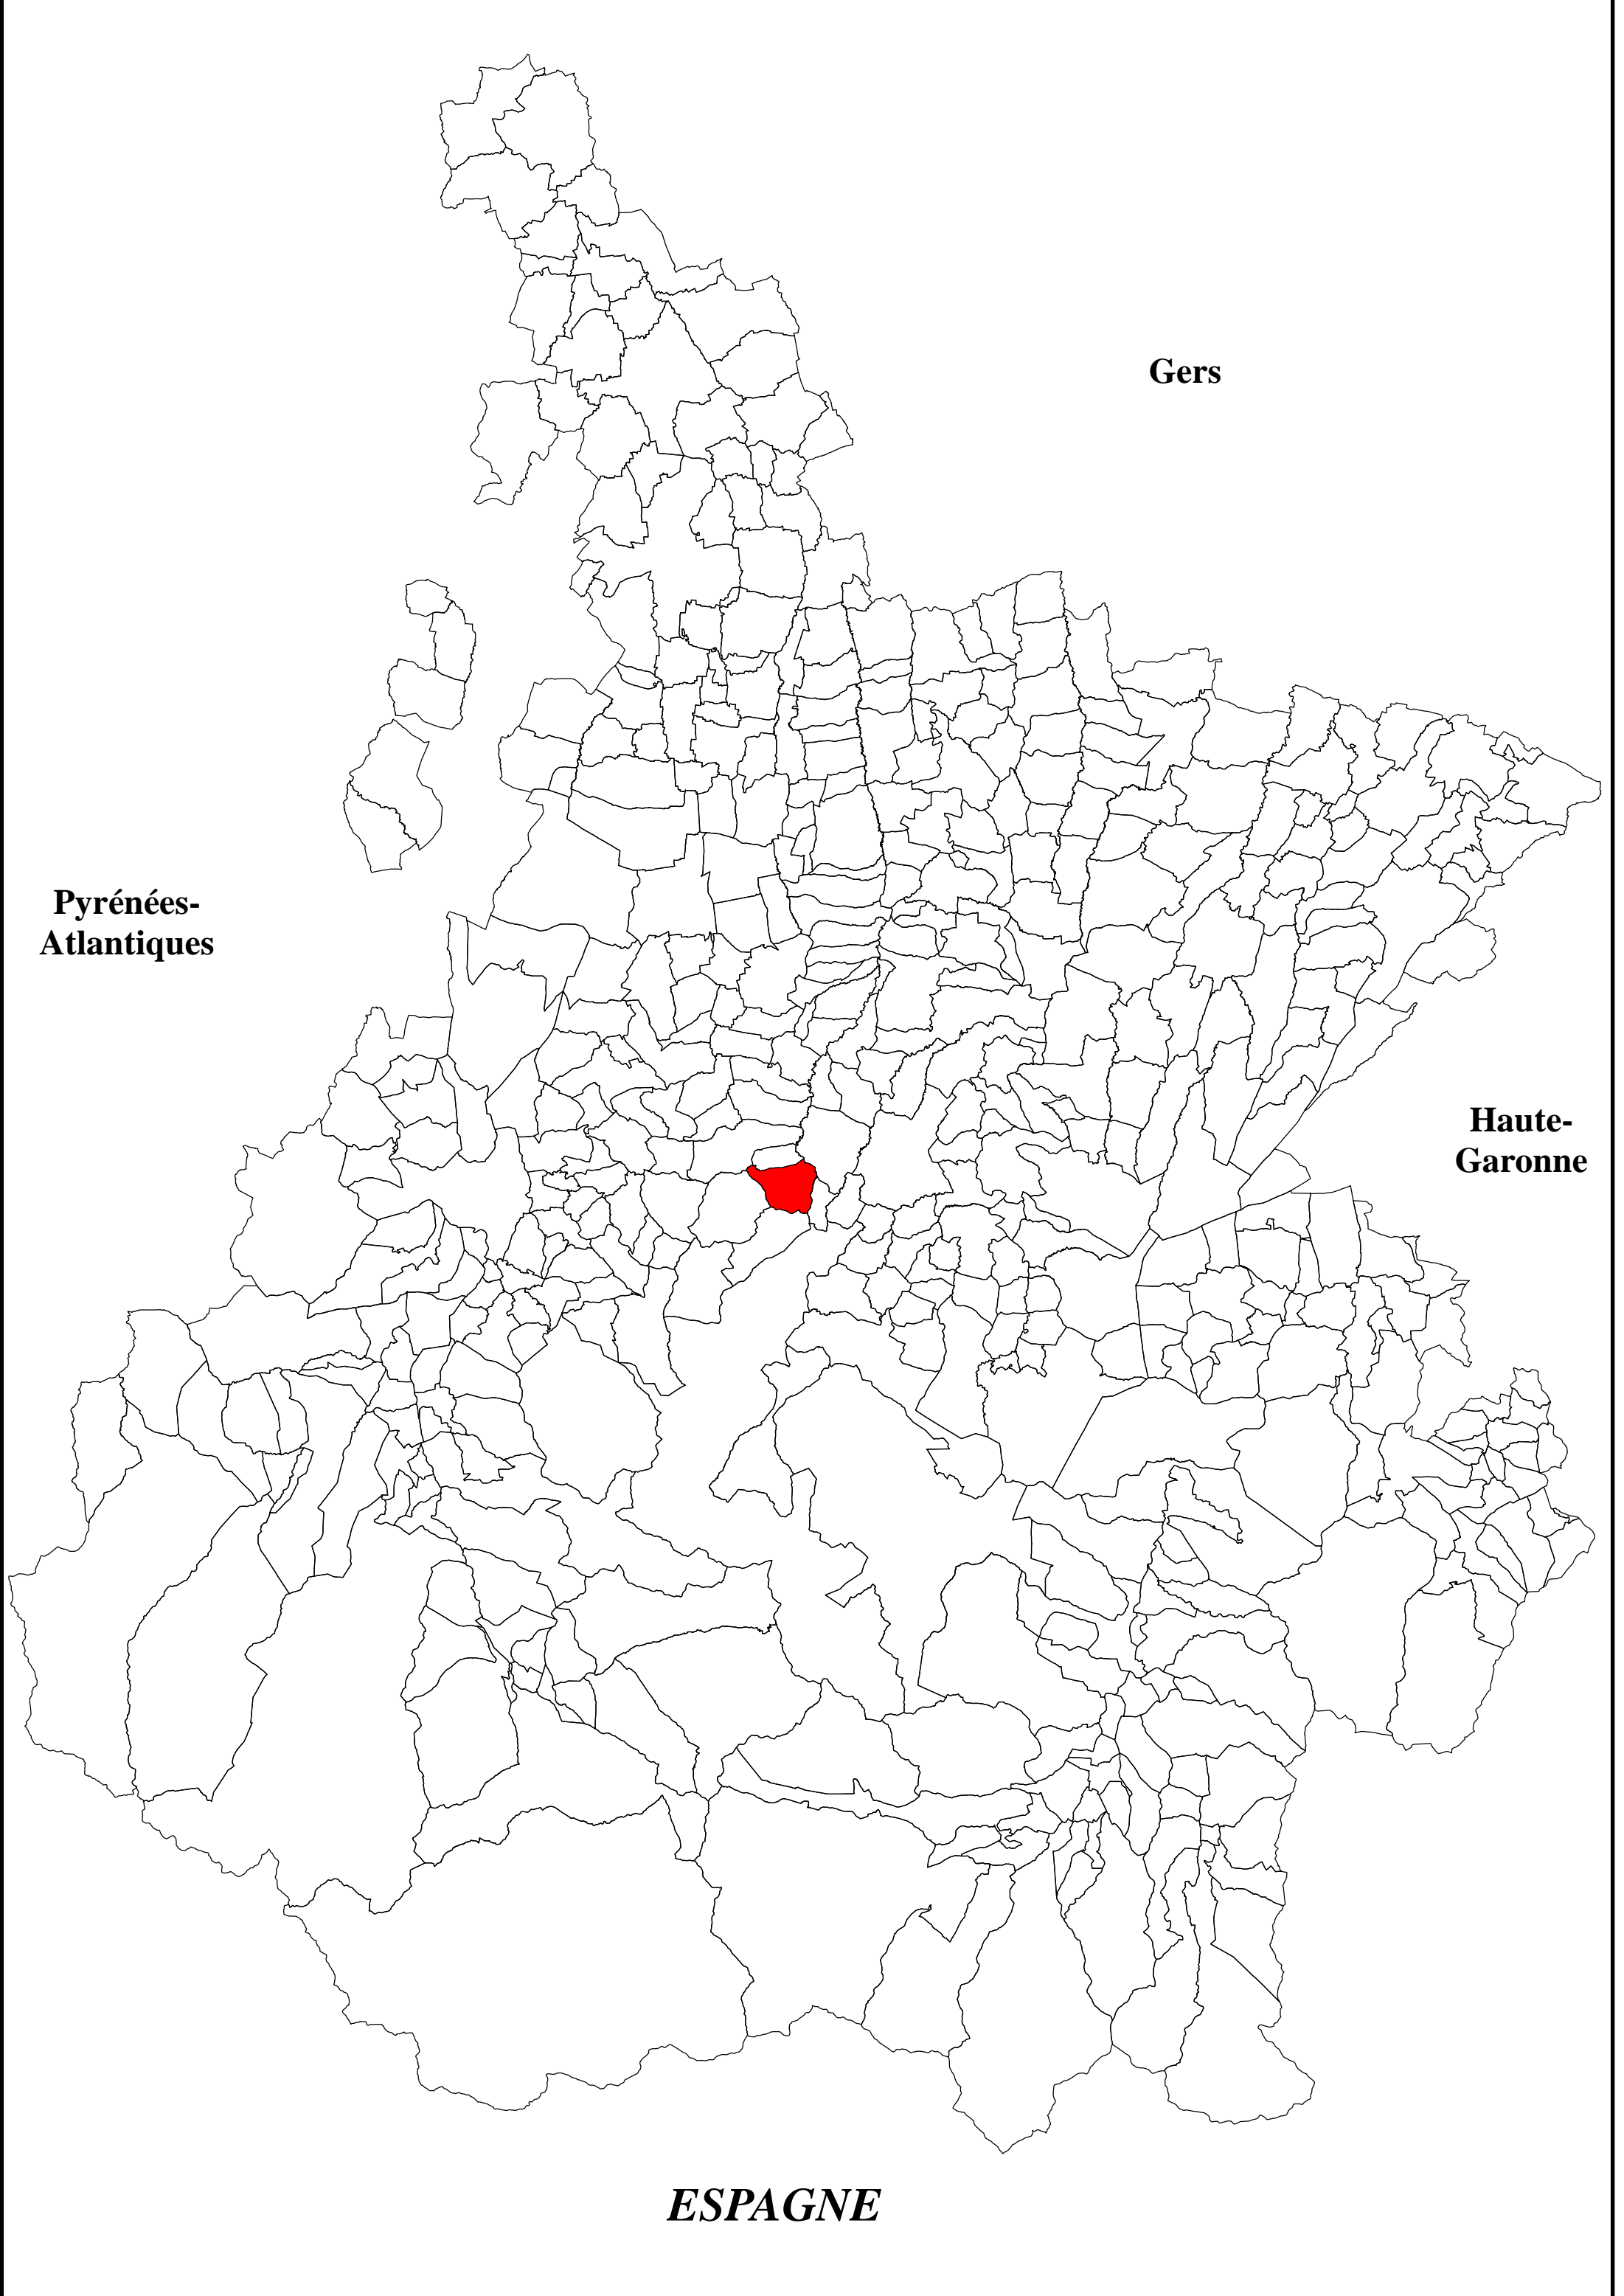 Gers
Pyrénées-
Atlantiques
Haute-
Garonne
ESPAGNE